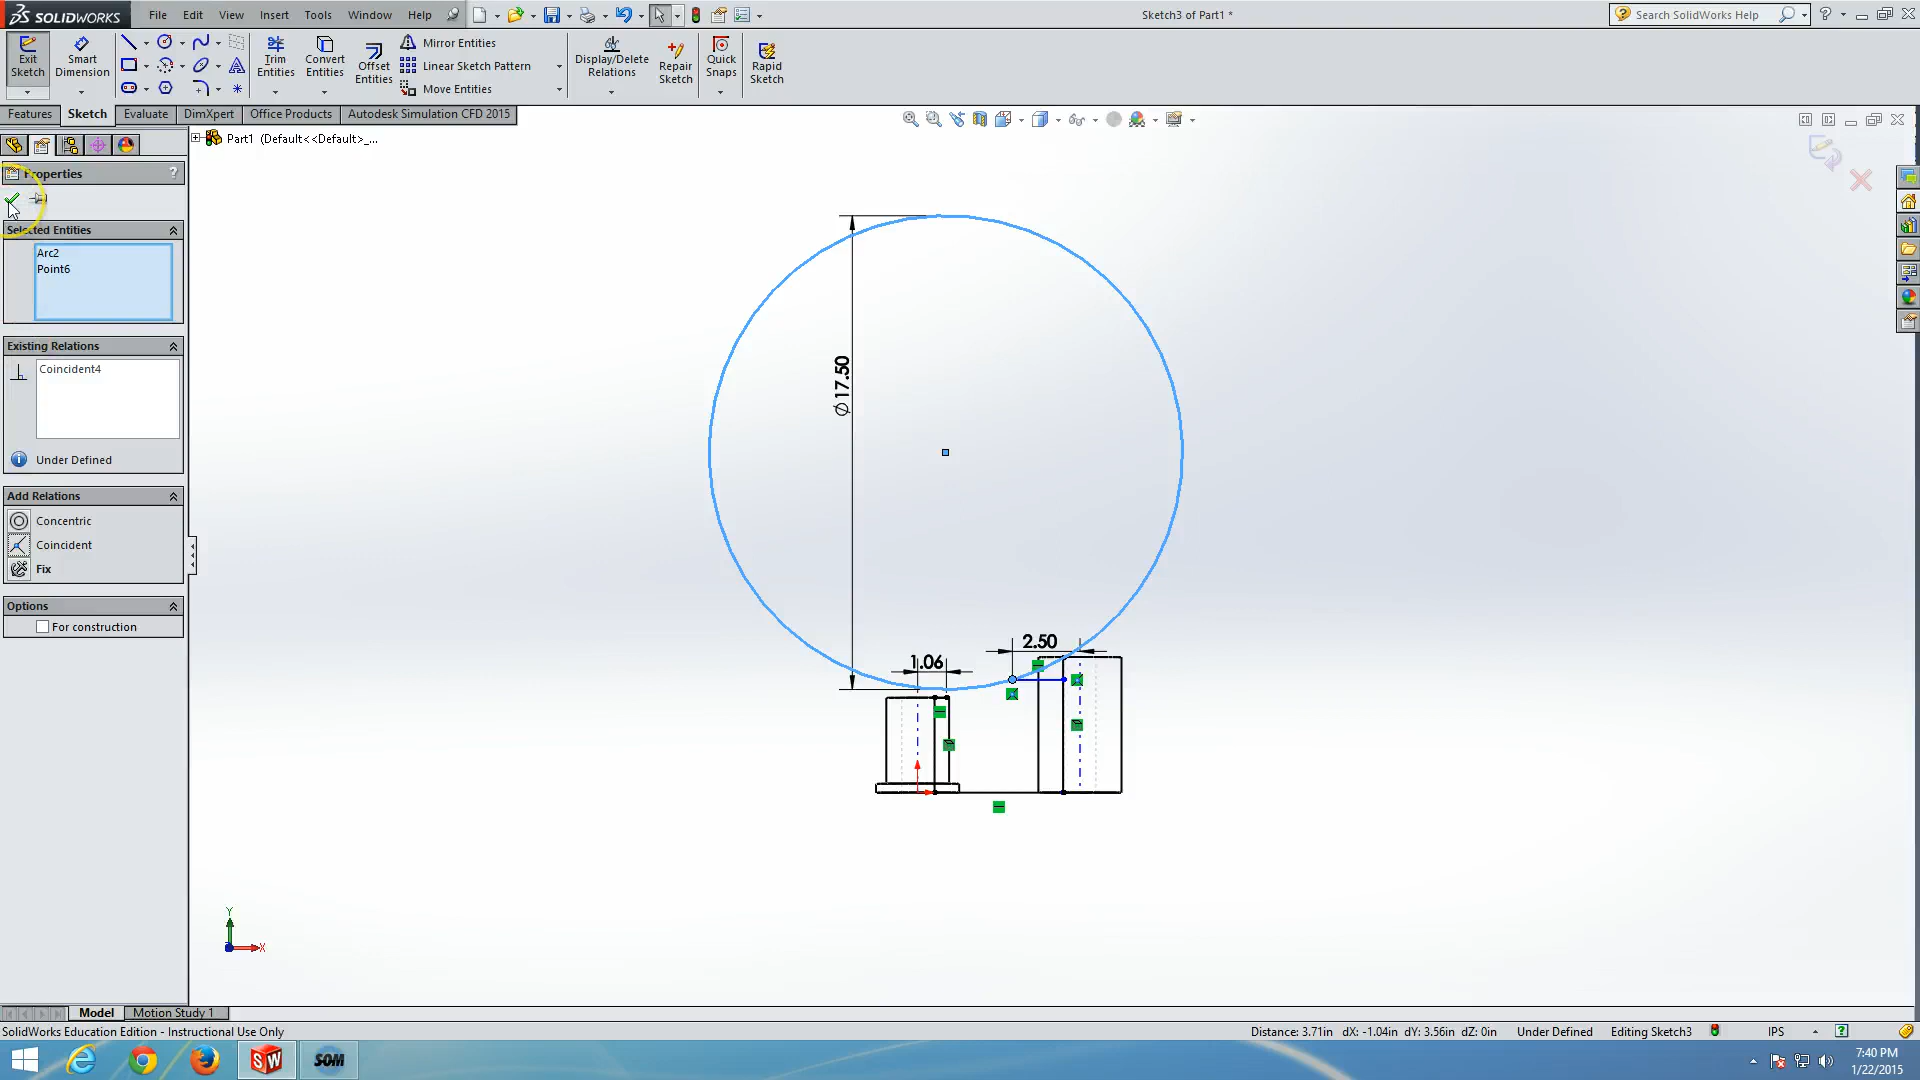 SOLIDWORKS File Edit View Insert Tools Window Help Sketch3 of Part1 * Search SolidWorks Help
Exit Sketch
Smart Dimension
Trim Entities
Convert Entities
Offset Entities
Mirror Entities
Linear Sketch Pattern
Move Entities
Display/Delete Relations
Repair Sketch
Quick Snaps
Rapid Sketch
Features Sketch Evaluate DimXpert Office Products Autodesk Simulation CFD 2015
Part1 (Default<<Default>_...
Properties ?
Selected Entities
Arc2
Point6
Existing Relations
Coincident4
Under Defined
Add Relations
Concentric
Coincident
Fix
Options
For construction
Ø17.50
2.50
1.06
Y
X
Model Motion Study 1
SolidWorks Education Edition - Instructional Use Only Distance: 3.71in dX: -1.04in dY: 3.56in dZ: 0in Under Defined Editing Sketch3 IPS
SW SOM
7:40 PM
1/22/2015